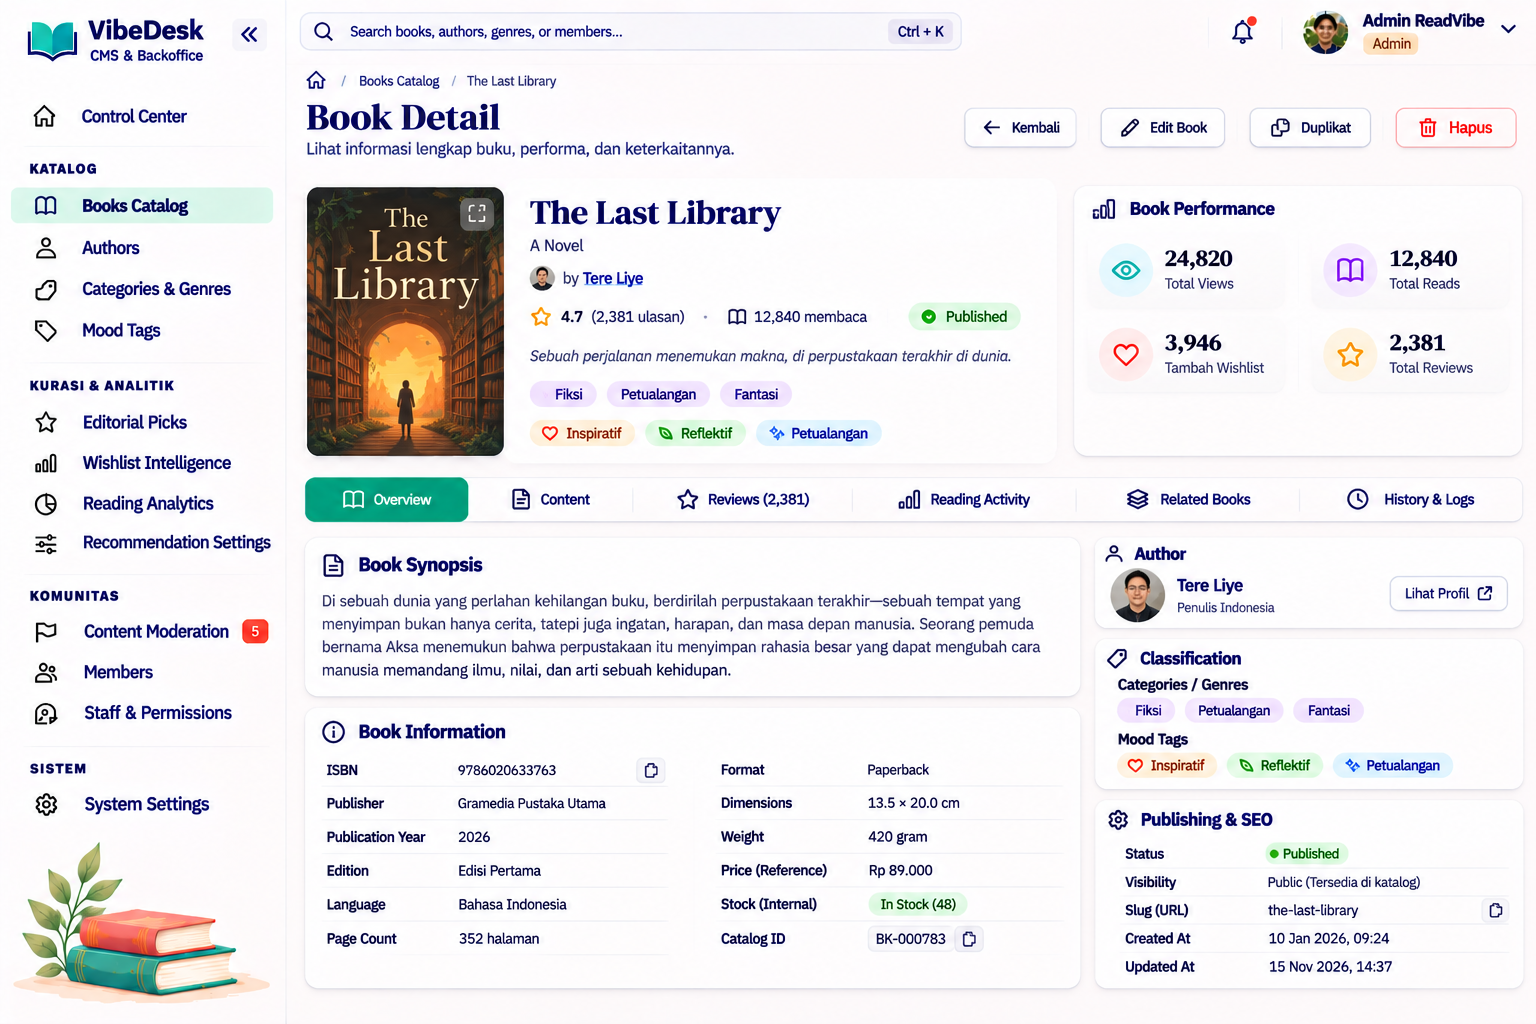 VibeDesk
CMS & Backoffice
Search books, authors, genres, or members...
Ctrl + K
Admin ReadVibe
Admin
Control Center
KATALOG
Books Catalog
Authors
Categories & Genres
Mood Tags
KURASI & ANALITIK
Editorial Picks
Wishlist Intelligence
Reading Analytics
Recommendation Settings
KOMUNITAS
Content Moderation 5
Members
Staff & Permissions
SISTEM
System Settings
/ Books Catalog / The Last Library
Book Detail
Lihat informasi lengkap buku, performa, dan keterkaitannya.
Kembali
Edit Book
Duplikat
Hapus
The
Last
Library
The Last Library
A Novel
by Tere Liye
4.7 (2,381 ulasan) • 12,840 membaca
Published
Sebuah perjalanan menemukan makna, di perpustakaan terakhir di dunia.
Fiksi Petualangan Fantasi
Inspiratif Reflektif Petualangan
Book Performance
24,820
Total Views
12,840
Total Reads
3,946
Tambah Wishlist
2,381
Total Reviews
Overview
Content
Reviews (2,381)
Reading Activity
Related Books
History & Logs
Book Synopsis
Di sebuah dunia yang perlahan kehilangan buku, berdirilah perpustakaan terakhir—sebuah tempat yang
menyimpan bukan hanya cerita, tatepi juga ingatan, harapan, dan masa depan manusia. Seorang pemuda
bernama Aksa menemukun bahwa perpustakaan itu menyimpan rahasia besar yang dapat mengubah cara
manusia memandang ilmu, nilai, dan arti sebuah kehidupan.
Book Information
ISBN 9786020633763
Publisher Gramedia Pustaka Utama
Publication Year 2026
Edition Edisi Pertama
Language Bahasa Indonesia
Page Count 352 halaman
Format Paperback
Dimensions 13.5 × 20.0 cm
Weight 420 gram
Price (Reference) Rp 89.000
Stock (Internal) In Stock (48)
Catalog ID BK-000783
Author
Tere Liye
Penulis Indonesia
Lihat Profil
Classification
Categories / Genres
Fiksi Petualangan Fantasi
Mood Tags
Inspiratif Reflektif Petualangan
Publishing & SEO
Status Published
Visibility Public (Tersedia di katalog)
Slug (URL) the-last-library
Created At 10 Jan 2026, 09:24
Updated At 15 Nov 2026, 14:37